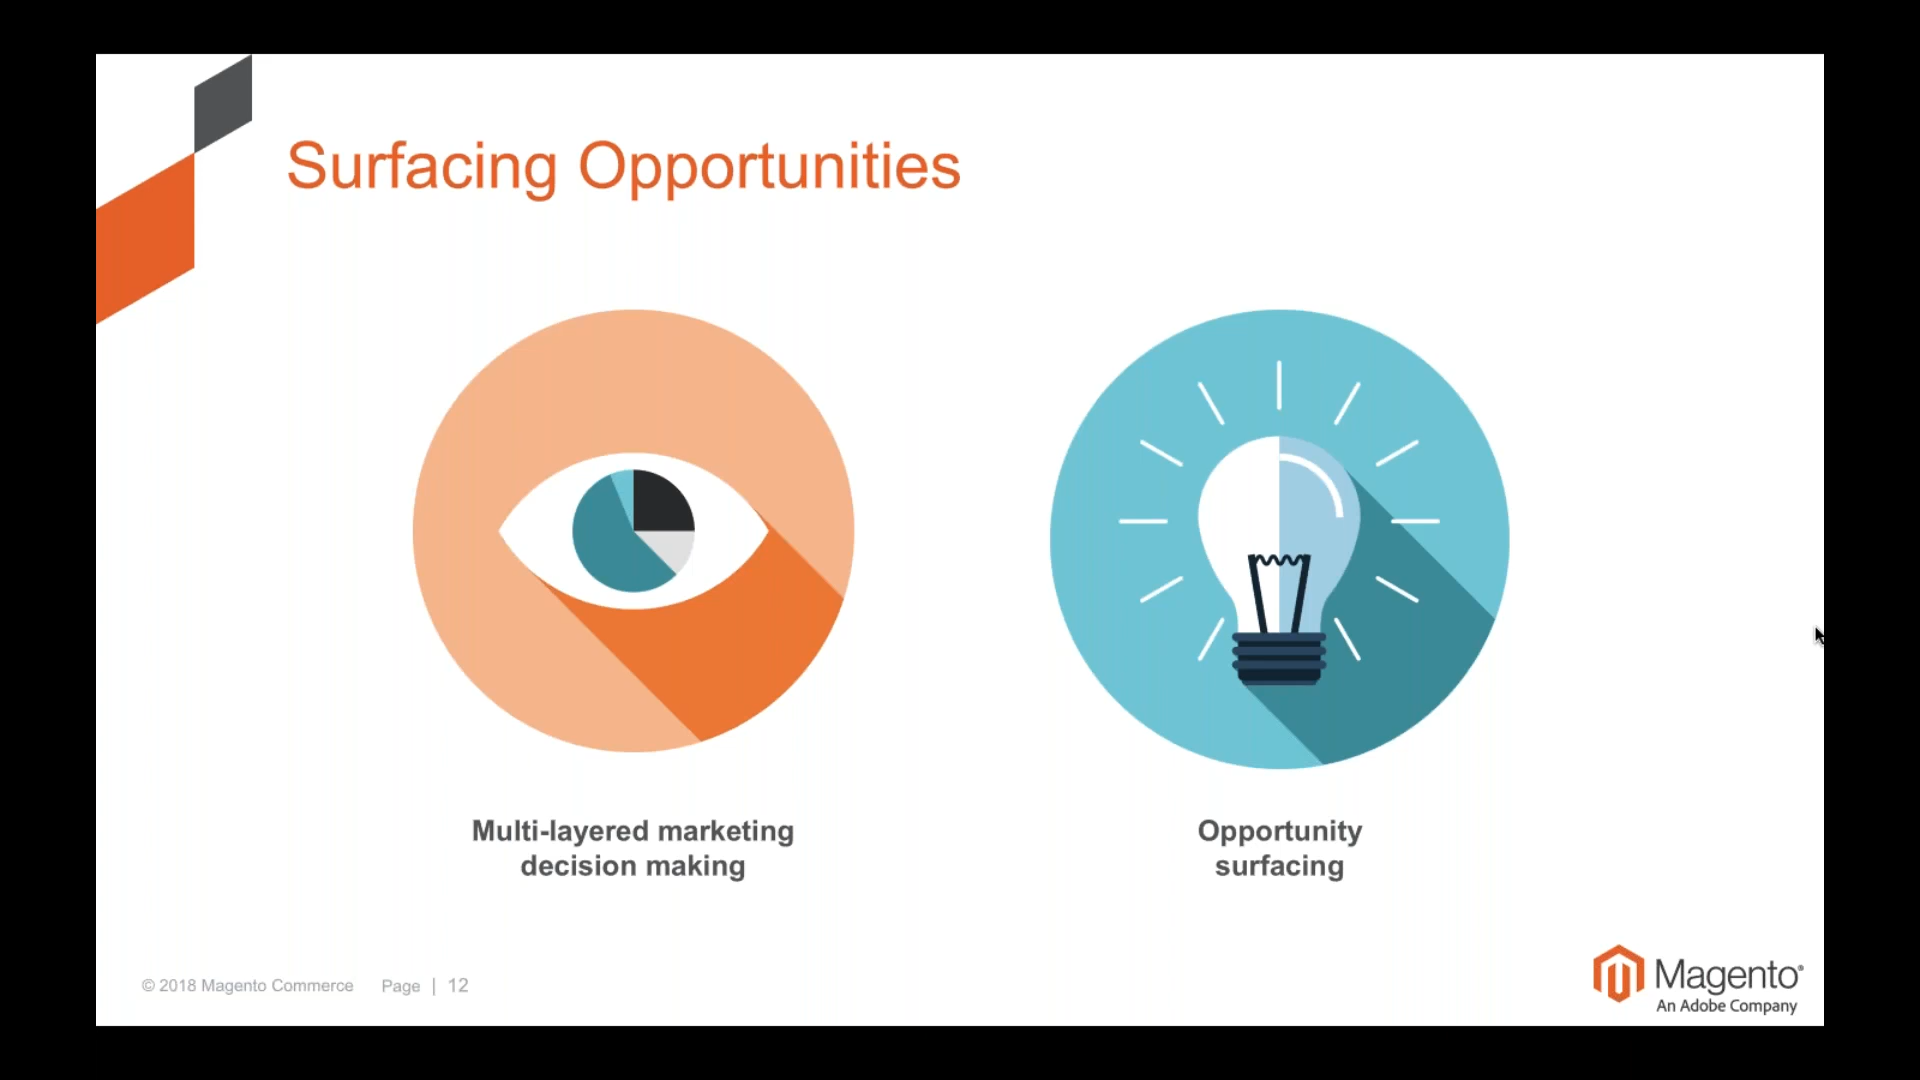 Surfacing Opportunities
Multi-layered marketing
decision making
Opportunity
surfacing
© 2018 Magento Commerce Page | 12
Magento®
An Adobe Company